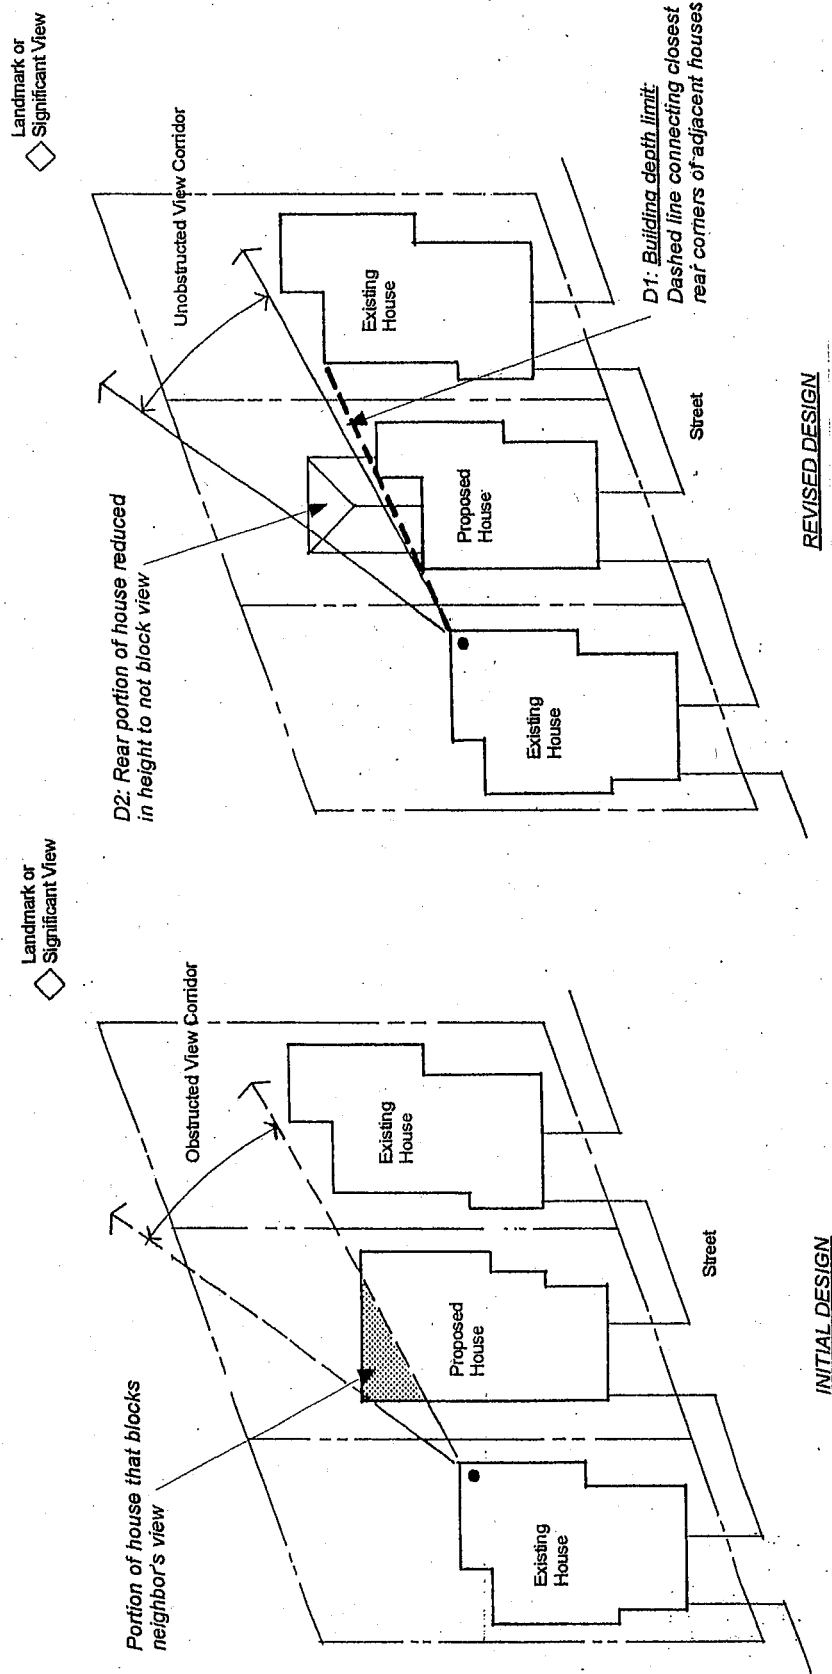 Landmark or
Significant View
Obstructed View Corridor
Portion of house that blocks
neighbor's view
Existing
House
Proposed
House
Existing
House
Street
INITIAL DESIGN
Landmark or
Significant View
Unobstructed View Corridor
D2: Rear portion of house reduced
in height to not block view
Existing
House
Proposed
House
Existing
House
D1: Building depth limit:
Dashed line connecting closest
rear corners of adjacent houses
Street
REVISED DESIGN